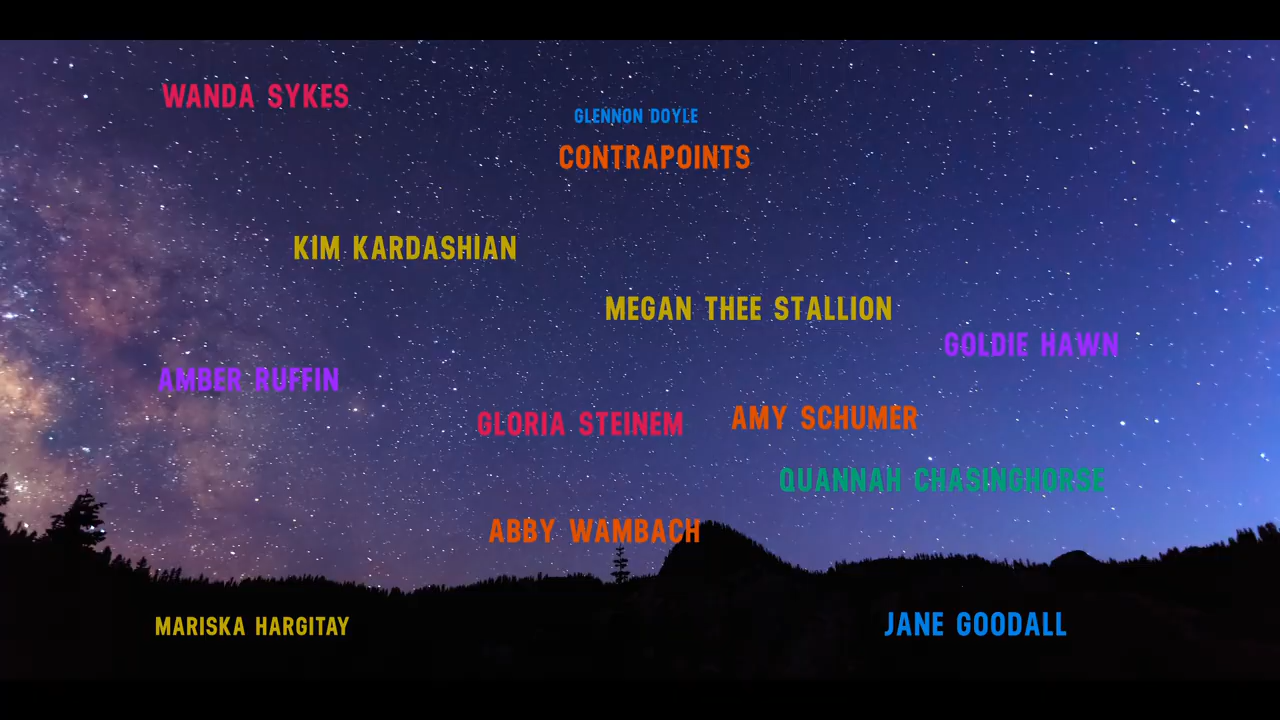 WANDA SYKES
GLENNON DOYLE
CONTRAPOINTS
KIM KARDASHIAN
MEGAN THEE STALLION
GOLDIE HAWN
AMBER RUFFIN
GLORIA STEINEM
AMY SCHUMER
QUANNAH CHASINGHORSE
ABBY WAMBACH
MARISKA HARGITAY
JANE GOODALL